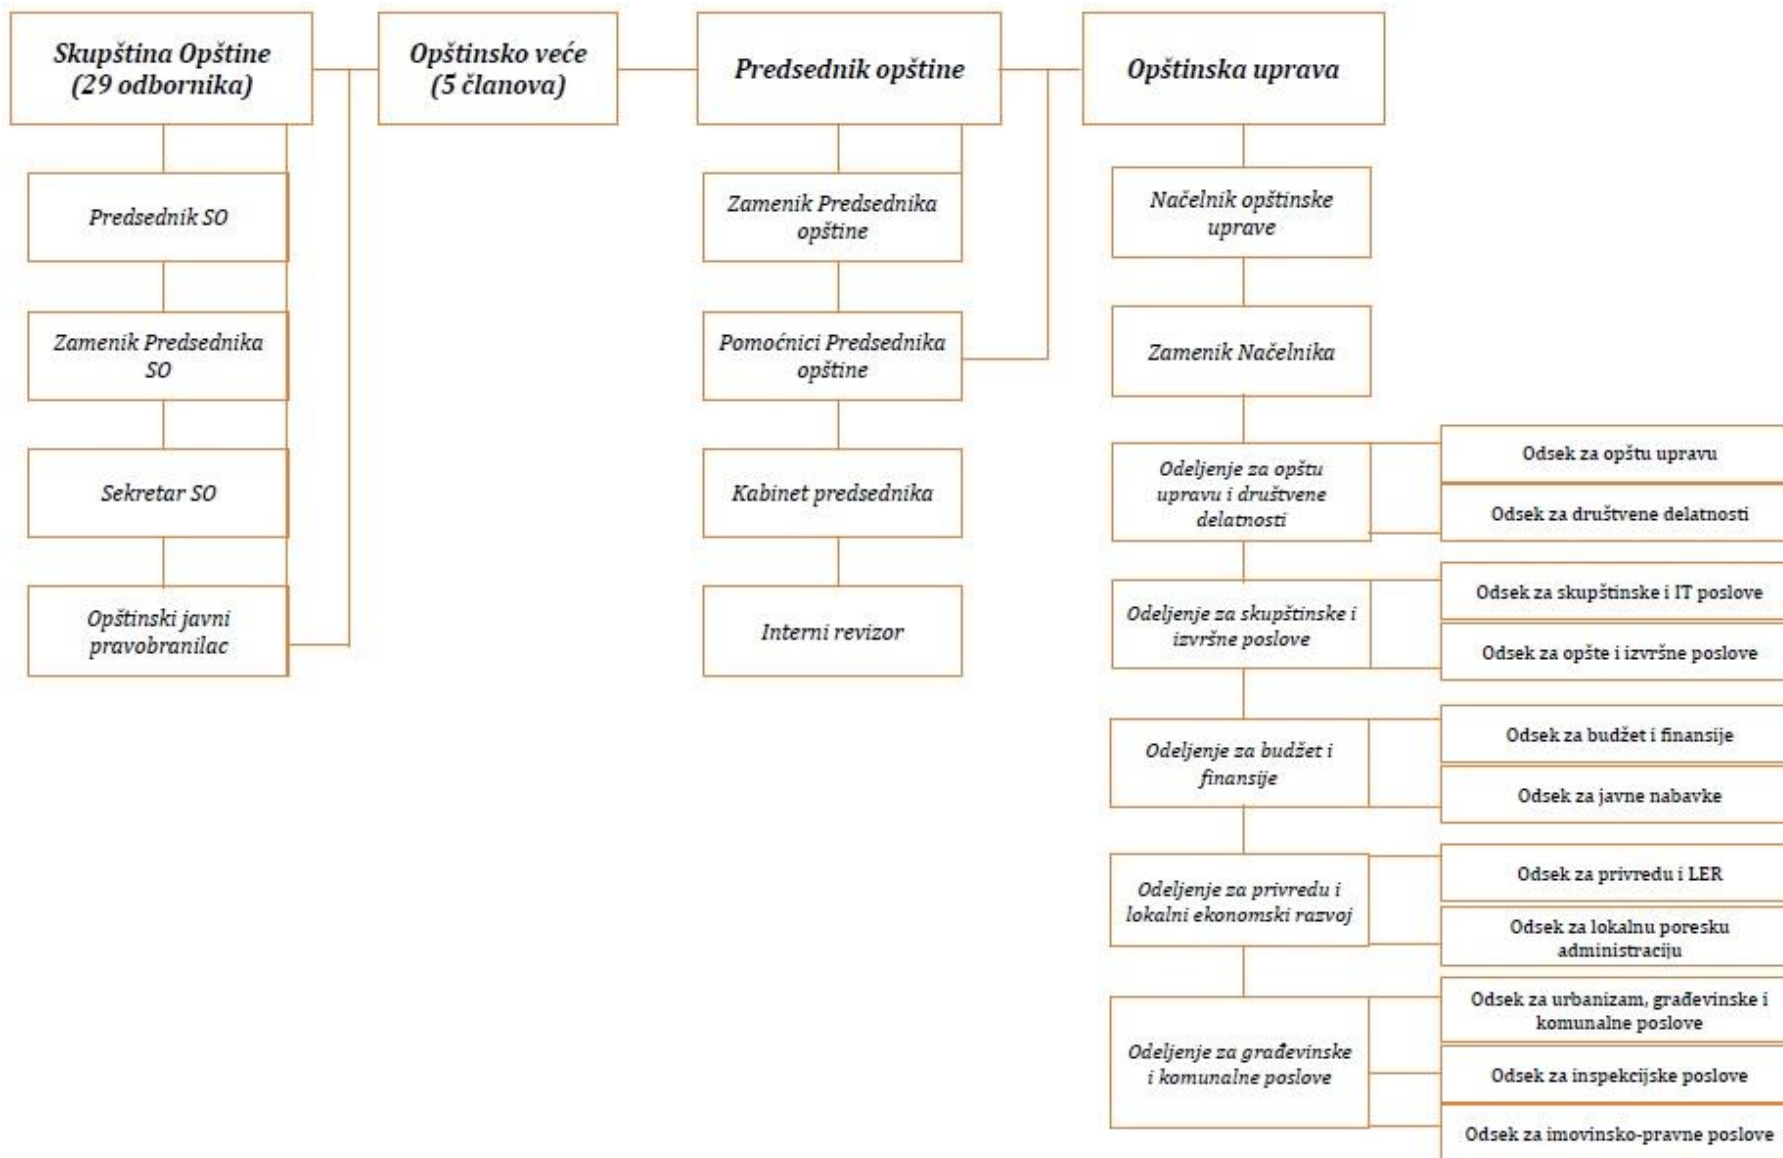 Skupština Opštine
(29 odbornika)
Opštinsko veće
(5 članova)
Predsednik opštine
Opštinska uprava
Predsednik SO
Zamenik Predsednika
SO
Sekretar SO
Opštinski javni
pravobranilac
Zamenik Predsednika
opštine
Pomoćnici Predsednika
opštine
Kabinet predsednika
Interni revizor
Načelnik opštinske
uprave
Zamenik Načelnika
Odeljenje za opštu
upravu i društvene
delatnosti
Odsek za opštu upravu
Odsek za društvene delatnosti
Odeljenje za skupštinske i
izvršne poslove
Odsek za skupštinske i IT poslove
Odsek za opšte i izvršne poslove
Odeljenje za budžet i
finansije
Odsek za budžet i finansije
Odsek za javne nabavke
Odeljenje za privredu i
lokalni ekonomski razvoj
Odsek za privredu i LER
Odsek za lokalnu poresku
administraciju
Odeljenje za građevinske
i komunalne poslove
Odsek za urbanizam, građevinske i
komunalne poslove
Odsek za inspekcijske poslove
Odsek za imovinsko-pravne poslove